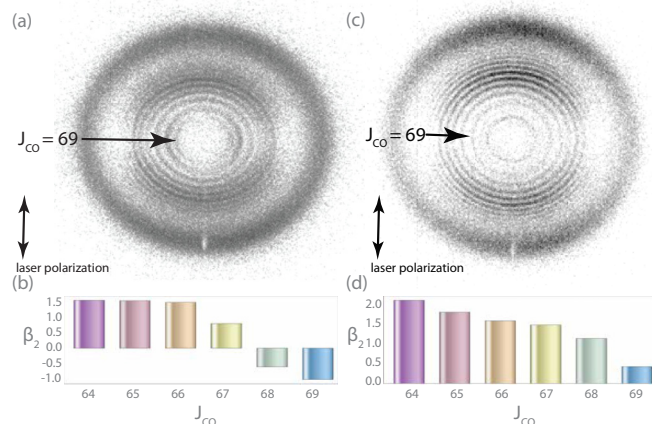 (a)
(c)
J_CO = 69
J_CO = 69
laser polarization
laser polarization
(b)
(d)
1.5
1.0
0.5
0.0
-0.5
-1.0
β_2
64 65 66 67 68 69
J_CO
2.0
1.5
1.0
0.5
0.0
β_2
64 65 66 67 68 69
J_CO